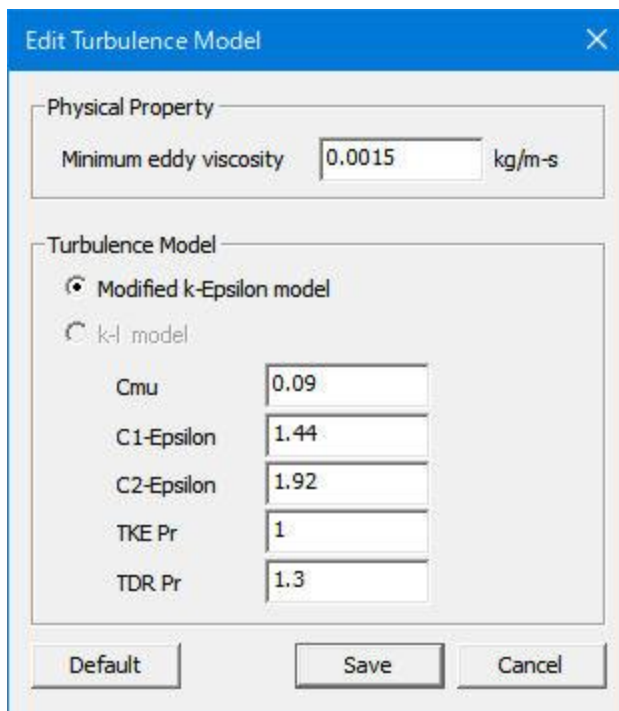 Edit Turbulence Model
Physical Property
Minimum eddy viscosity 0.0015 kg/m-s
Turbulence Model
Modified k-Epsilon model
k-l model
Cmu 0.09
C1-Epsilon 1.44
C2-Epsilon 1.92
TKE Pr 1
TDR Pr 1.3
Default Save Cancel